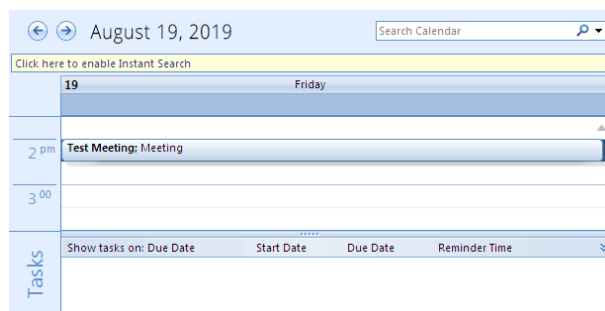 August 19, 2019 Search Calendar
Click here to enable Instant Search
19 Friday
2 pm Test Meeting; Meeting
3 00
Tasks
Show tasks on: Due Date Start Date Due Date Reminder Time